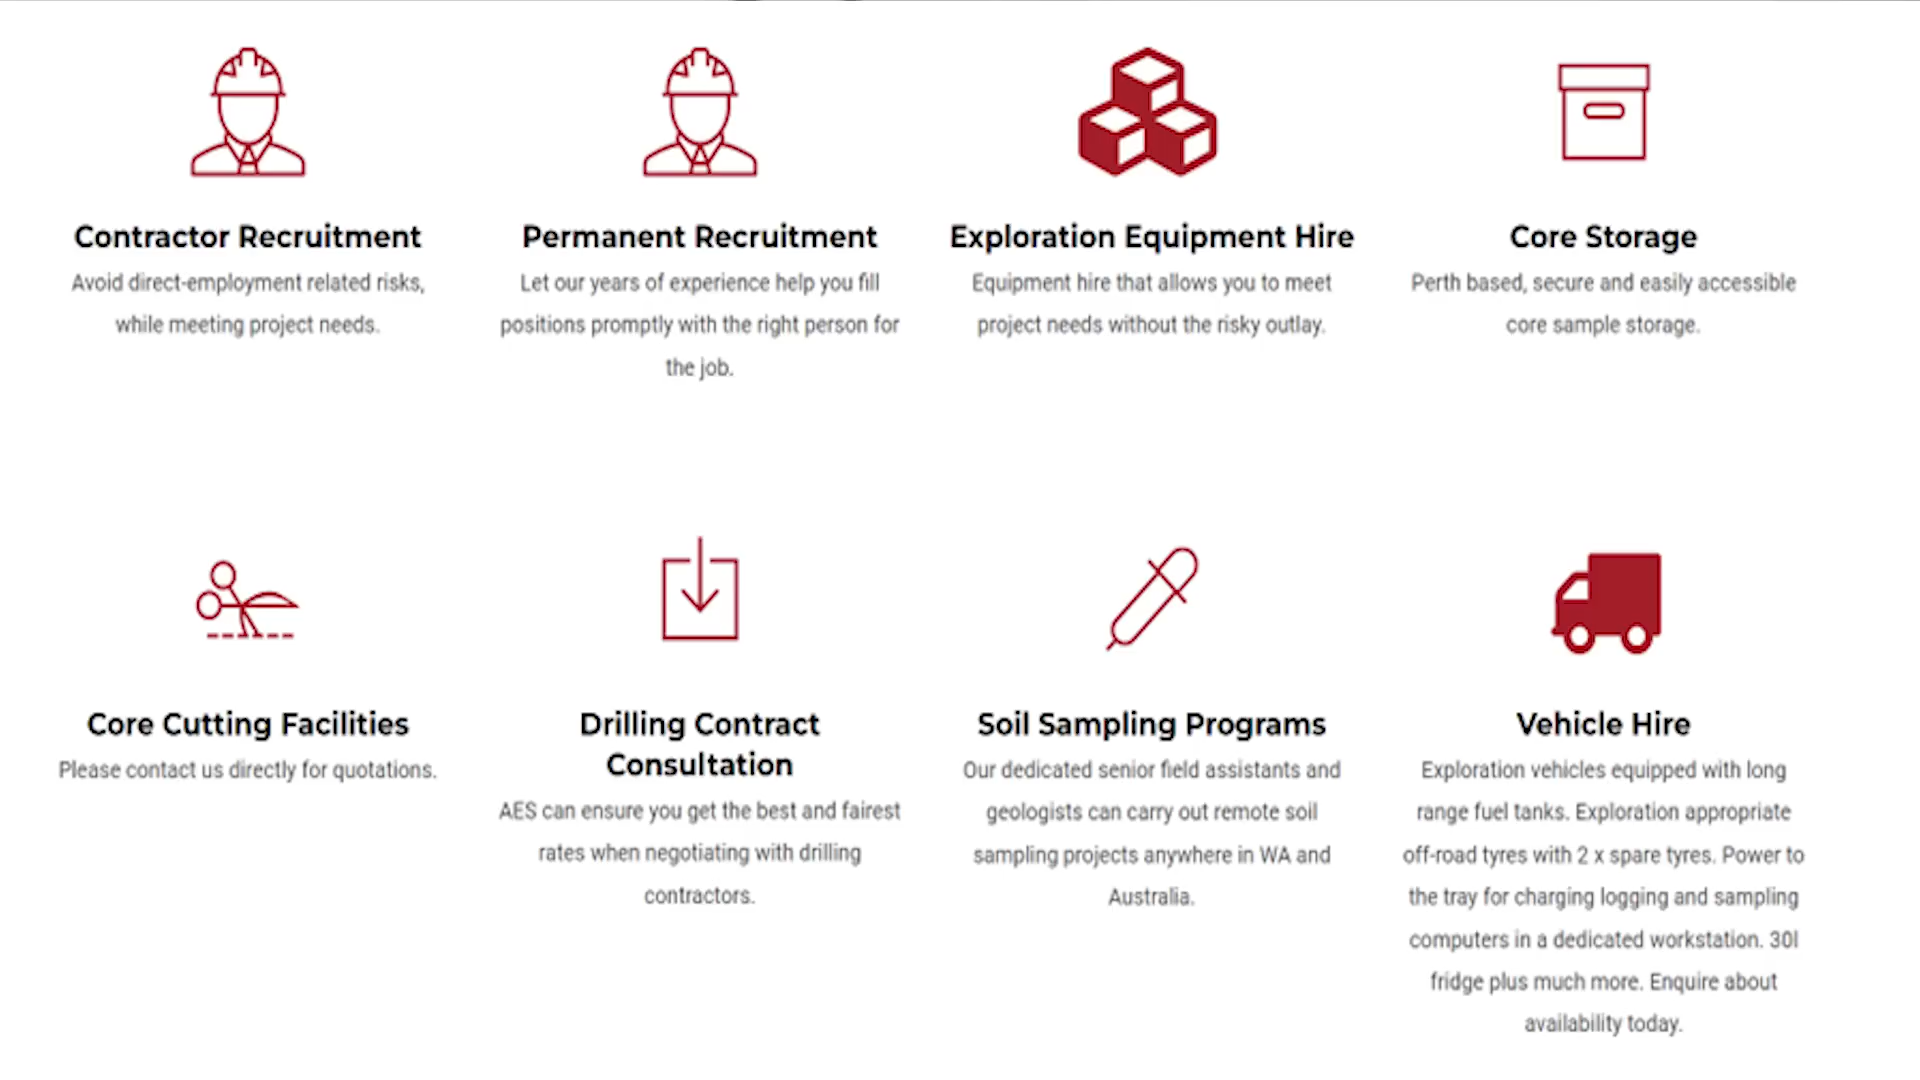 Contractor Recruitment
Avoid direct-employment related risks,
while meeting project needs.
Permanent Recruitment
Let our years of experience help you fill
positions promptly with the right person for
the job.
Exploration Equipment Hire
Equipment hire that allows you to meet
project needs without the risky outlay.
Core Storage
Perth based, secure and easily accessible
core sample storage.
Core Cutting Facilities
Please contact us directly for quotations.
Drilling Contract
Consultation
AES can ensure you get the best and fairest
rates when negotiating with drilling
contractors.
Soil Sampling Programs
Our dedicated senior field assistants and
geologists can carry out remote soil
sampling projects anywhere in WA and
Australia.
Vehicle Hire
Exploration vehicles equipped with long
range fuel tanks. Exploration appropriate
off-road tyres with 2 x spare tyres. Power to
the tray for charging logging and sampling
computers in a dedicated workstation. 30l
fridge plus much more. Enquire about
availability today.